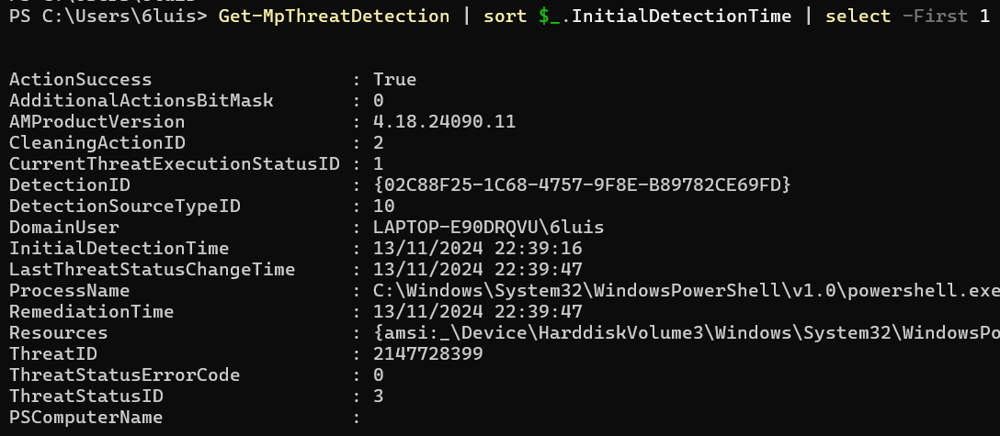 PS C:\Users\6luis> Get-MpThreatDetection | sort $_.InitialDetectionTime | select -First 1
ActionSuccess : True
AdditionalActionsBitMask : 0
AMProductVersion : 4.18.24090.11
CleaningActionID : 2
CurrentThreatExecutionStatusID : 1
DetectionID : {02C88F25-1C68-4757-9F8E-B89782CE69FD}
DetectionSourceTypeID : 10
DomainUser : LAPTOP-E90DRQVU\6luis
InitialDetectionTime : 13/11/2024 22:39:16
LastThreatStatusChangeTime : 13/11/2024 22:39:47
ProcessName : C:\Windows\System32\WindowsPowerShell\v1.0\powershell.exe
RemediationTime : 13/11/2024 22:39:47
Resources : {amsi:_\Device\HarddiskVolume3\Windows\System32\WindowsPo
ThreatID : 2147728399
ThreatStatusErrorCode : 0
ThreatStatusID : 3
PSComputerName :